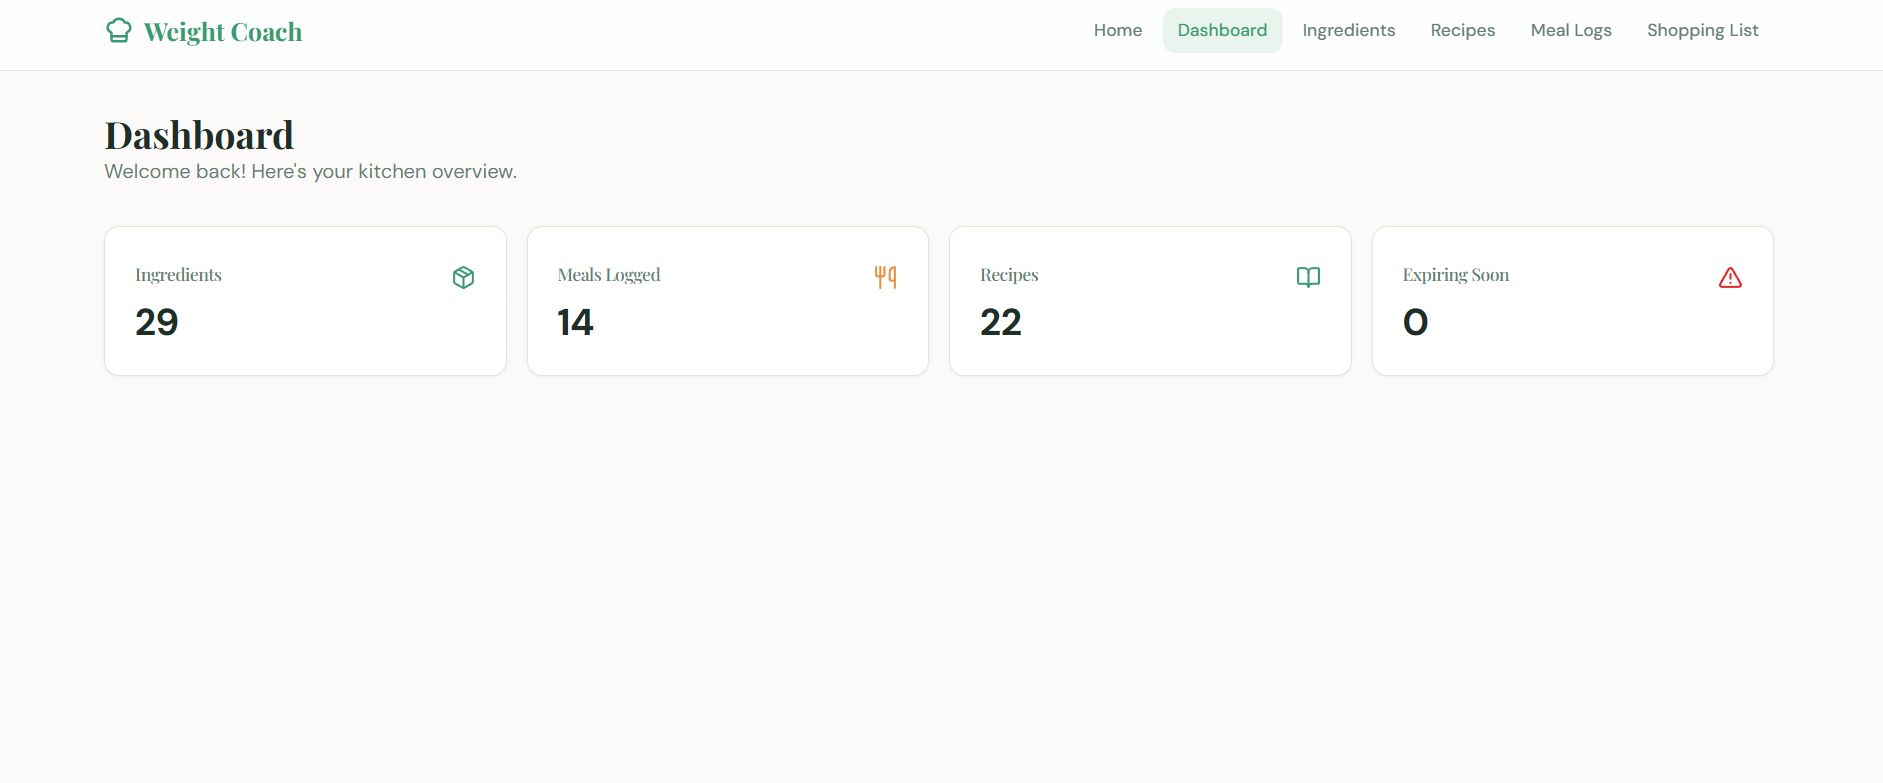 Weight Coach
Home
Dashboard
Ingredients
Recipes
Meal Logs
Shopping List
Dashboard
Welcome back! Here's your kitchen overview.
Ingredients
29
Meals Logged
14
Recipes
22
Expiring Soon
0